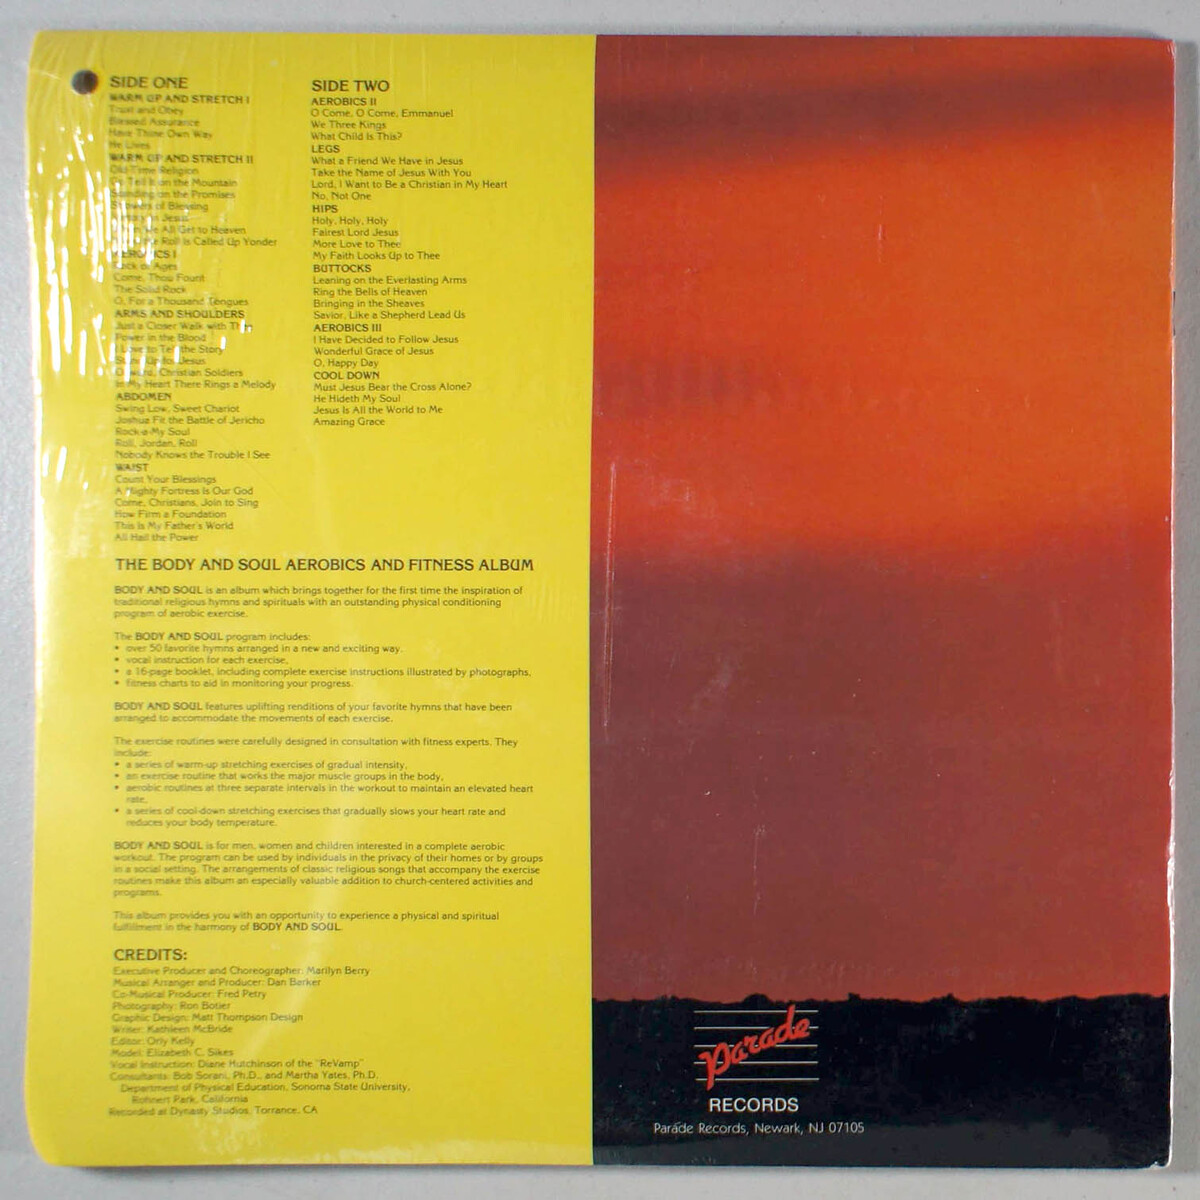 SIDE ONE
WARM UP AND STRETCH I
Trust and Obey
Blessed Assurance
Have Thine Own Way
He Lives
WARM UP AND STRETCH II
Old-Time Religion
Go Tell It on the Mountain
Standing on the Promises
Showers of Blessing
in Jesus
We All Get to Heaven
Roll Is Called Up Yonder
AEROBICS I
Rock of Ages
Come, Thou Fount
The Solid Rock
O, For a Thousand Tongues
ARMS AND SHOULDERS
Just a Closer Walk with Thee
Power in the Blood
I Love to Tell the Story
Stand Up for Jesus
Onward, Christian Soldiers
In My Heart There Rings a Melody
ABDOMEN
Swing Low, Sweet Chariot
Joshua Fit the Battle of Jericho
Rock-a-My Soul
Roll, Jordan, Roll
Nobody Knows the Trouble I See
WAIST
Count Your Blessings
A Mighty Fortress Is Our God
Come, Christians, Join to Sing
How Firm a Foundation
This Is My Father's World
All Hail the Power
SIDE TWO
AEROBICS II
O Come, O Come, Emmanuel
We Three Kings
What Child Is This?
LEGS
What a Friend We Have in Jesus
Take the Name of Jesus With You
Lord, I Want to Be a Christian in My Heart
No, Not One
HIPS
Holy, Holy, Holy
Fairest Lord Jesus
More Love to Thee
My Faith Looks Up to Thee
BUTTOCKS
Leaning on the Everlasting Arms
Ring the Bells of Heaven
Bringing in the Sheaves
Savior, Like a Shepherd Lead Us
AEROBICS III
I Have Decided to Follow Jesus
Wonderful Grace of Jesus
O, Happy Day
COOL DOWN
Must Jesus Bear the Cross Alone?
He Hideth My Soul
Jesus Is All the World to Me
Amazing Grace
THE BODY AND SOUL AEROBICS AND FITNESS ALBUM
BODY AND SOUL is an album which brings together for the first time the inspiration of
traditional religious hymns and spirituals with an outstanding physical conditioning
program of aerobic exercise.
The BODY AND SOUL program includes:
• over 50 favorite hymns arranged in a new and exciting way,
• vocal instruction for each exercise,
• a 16-page booklet, including complete exercise instructions illustrated by photographs,
• fitness charts to aid in monitoring your progress.
BODY AND SOUL features uplifting renditions of your favorite hymns that have been
arranged to accommodate the movements of each exercise.
The exercise routines were carefully designed in consultation with fitness experts. They
include:
• a series of warm-up stretching exercises of gradual intensity,
• an exercise routine that works the major muscle groups in the body,
• aerobic routines at three separate intervals in the workout to maintain an elevated heart
rate,
• a series of cool-down stretching exercises that gradually slows your heart rate and
reduces your body temperature.
BODY AND SOUL is for men, women and children interested in a complete aerobic
workout. The program can be used by individuals in the privacy of their homes or by groups
in a social setting. The arrangements of classic religious songs that accompany the exercise
routines make this album an especially valuable addition to church-centered activities and
programs.
This album provides you with an opportunity to experience a physical and spiritual
fulfillment in the harmony of BODY AND SOUL.
CREDITS:
Executive Producer and Choreographer: Marilyn Berry
Musical Arranger and Producer: Dan Barker
Co-Musical Producer: Fred Petry
Photography: Ron Botier
Graphic Design: Matt Thompson Design
Writer: Kathleen McBride
Editor: Orly Kelly
Model: Elizabeth C. Sikes
Vocal Instruction: Diane Hutchinson of the "ReVamp"
Consultants: Bob Sorani, Ph.D., and Martha Yates, Ph.D.
Department of Physical Education, Sonoma State University,
Rohnert Park, California
Recorded at Dynasty Studios, Torrance, CA
Parade
RECORDS
Parade Records, Newark, NJ 07105